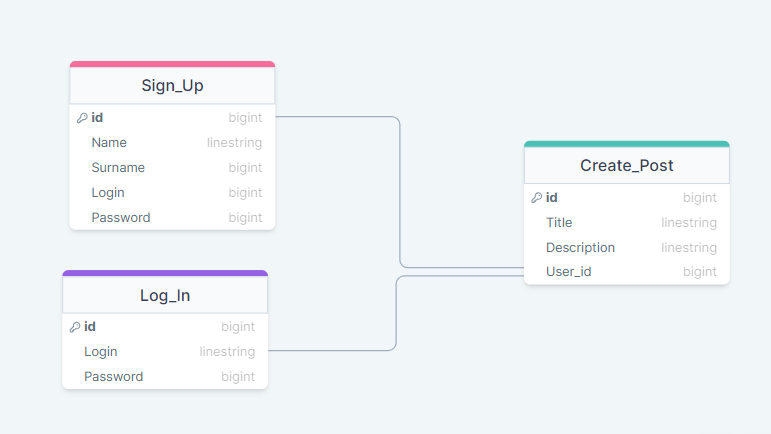 Sign_Up
id bigint
Name linestring
Surname bigint
Login bigint
Password bigint
Log_In
id bigint
Login linestring
Password bigint
Create_Post
id bigint
Title linestring
Description linestring
User_id bigint